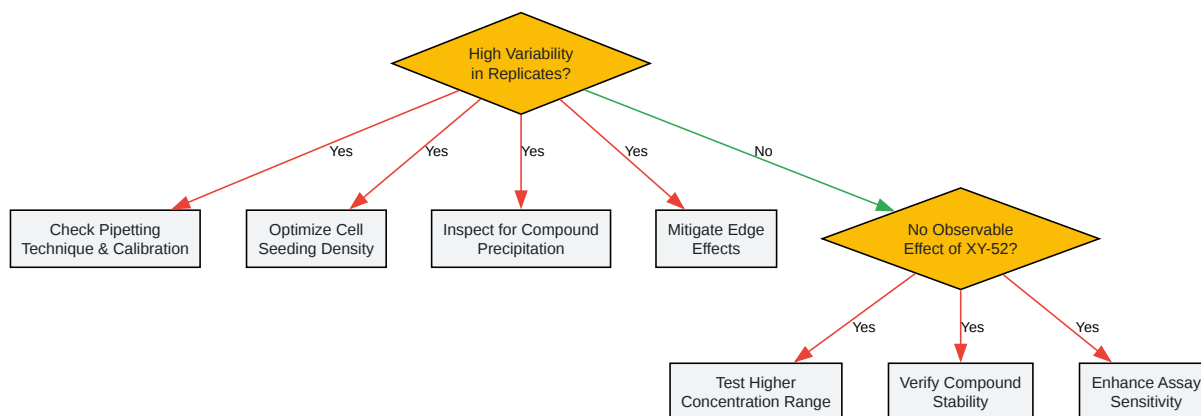 High Variability
in Replicates?
Yes
Yes
Yes
Yes
No
Check Pipetting
Technique & Calibration
Optimize Cell
Seeding Density
Inspect for Compound
Precipitation
Mitigate Edge
Effects
No Observable
Effect of XY-52?
Yes
Yes
Yes
Test Higher
Concentration Range
Verify Compound
Stability
Enhance Assay
Sensitivity